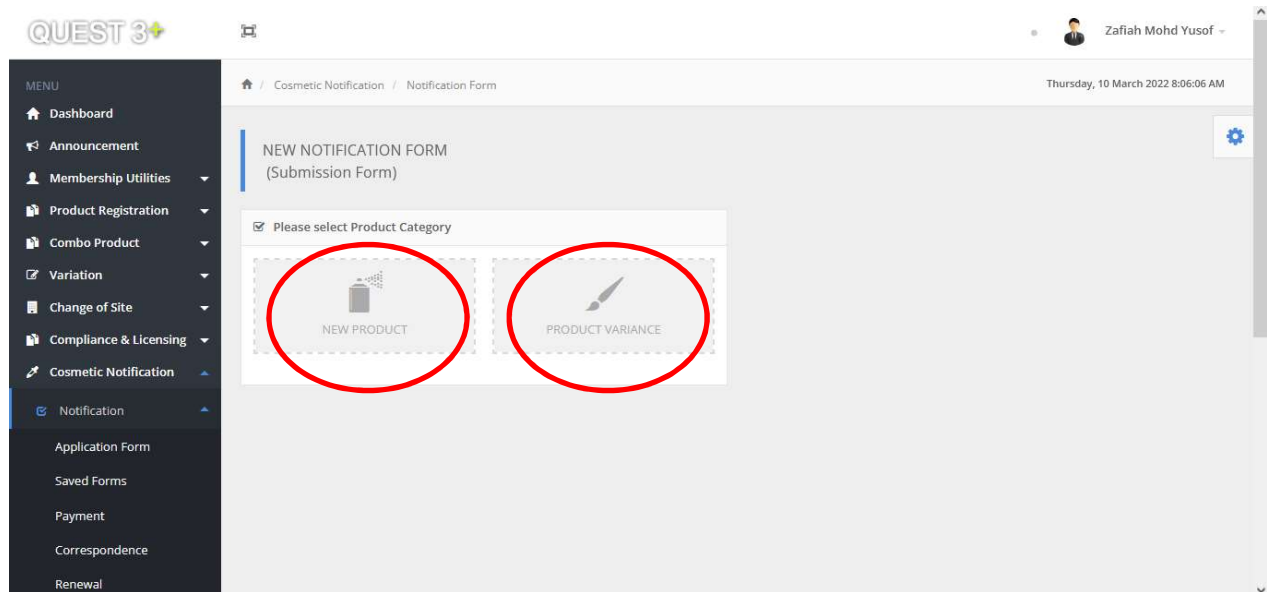 QUEST 3+
Zafiah Mohd Yusof
MENU
Dashboard
Announcement
Membership Utilities
Product Registration
Combo Product
Variation
Change of Site
Compliance & Licensing
Cosmetic Notification
Notification
Application Form
Saved Forms
Payment
Correspondence
Renewal
/ Cosmetic Notification / Notification Form
Thursday, 10 March 2022 8:06:06 AM
NEW NOTIFICATION FORM
(Submission Form)
Please select Product Category
NEW PRODUCT
PRODUCT VARIANCE